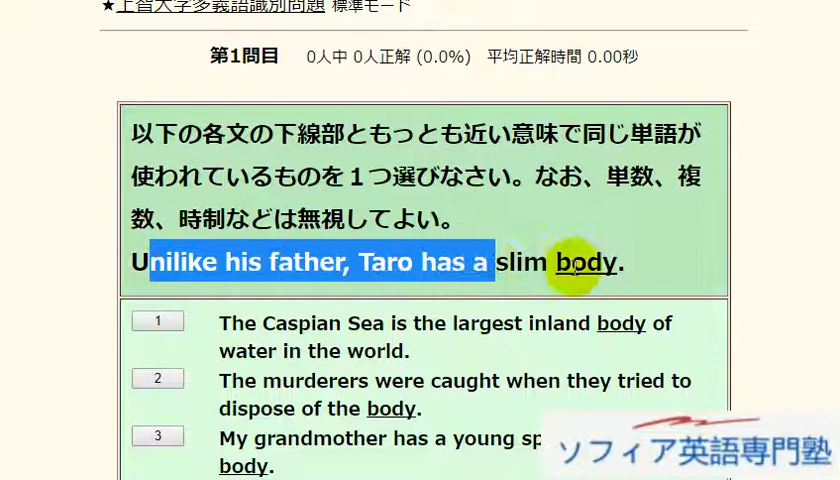 ★上智大学多義語識別問題 標準モード
第1問目 0人中 0人正解 (0.0%) 平均正解時間 0.00秒
以下の各文の下線部ともっとも近い意味で同じ単語が
使われているものを１つ選びなさい。なお、単数、複
数、時制などは無視してよい。
Unilike his father, Taro has a slim body.
1 The Caspian Sea is the largest inland body of
water in the world.
2 The murderers were caught when they tried to
dispose of the body.
3 My grandmother has a young
body.
ソフィア英語専門塾